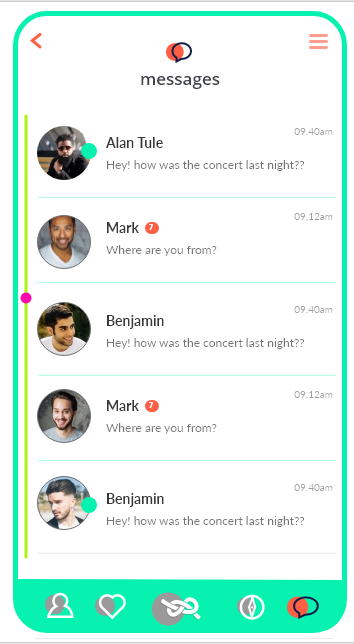 messages
09.40am
Alan Tule
Hey! how was the concert last night??
09.12am
Mark 7
Where are you from?
09.40am
Benjamin
Hey! how was the concert last night??
09.12am
Mark 7
Where are you from?
09.40am
Benjamin
Hey! how was the concert last night??